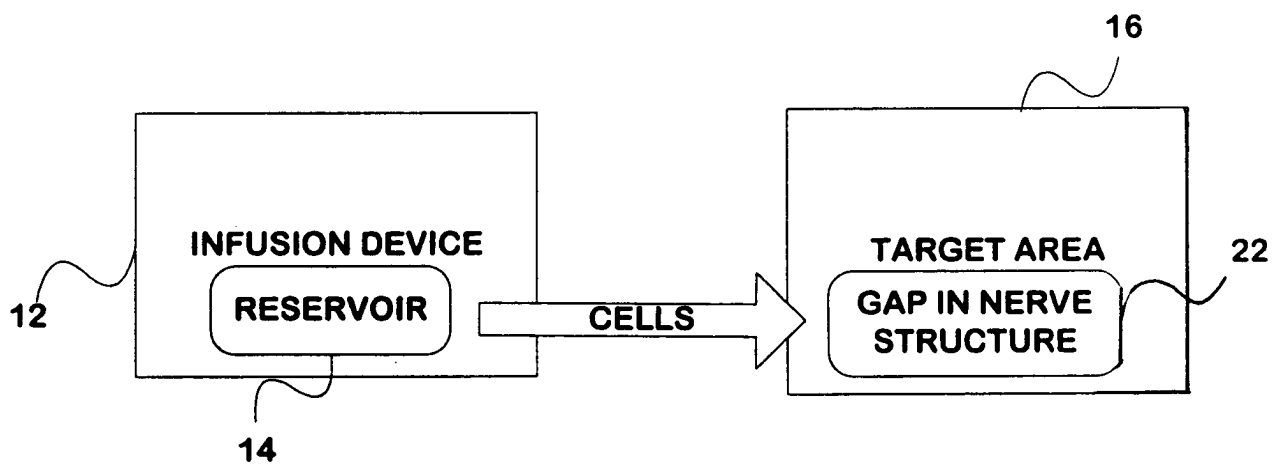 16
INFUSION DEVICE
RESERVOIR
CELLS
TARGET AREA
GAP IN NERVE
STRUCTURE
22
12
14